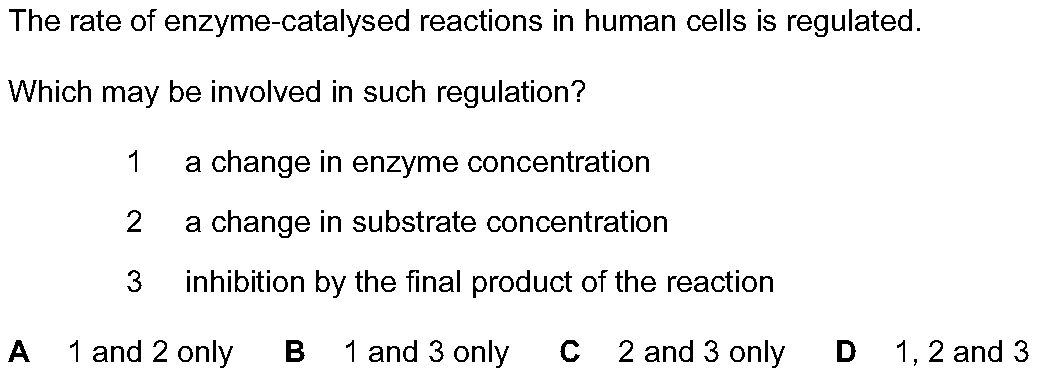 The rate of enzyme-catalysed reactions in human cells is regulated.
Which may be involved in such regulation?
1 a change in enzyme concentration
2 a change in substrate concentration
3 inhibition by the final product of the reaction
A 1 and 2 only B 1 and 3 only C 2 and 3 only D 1, 2 and 3